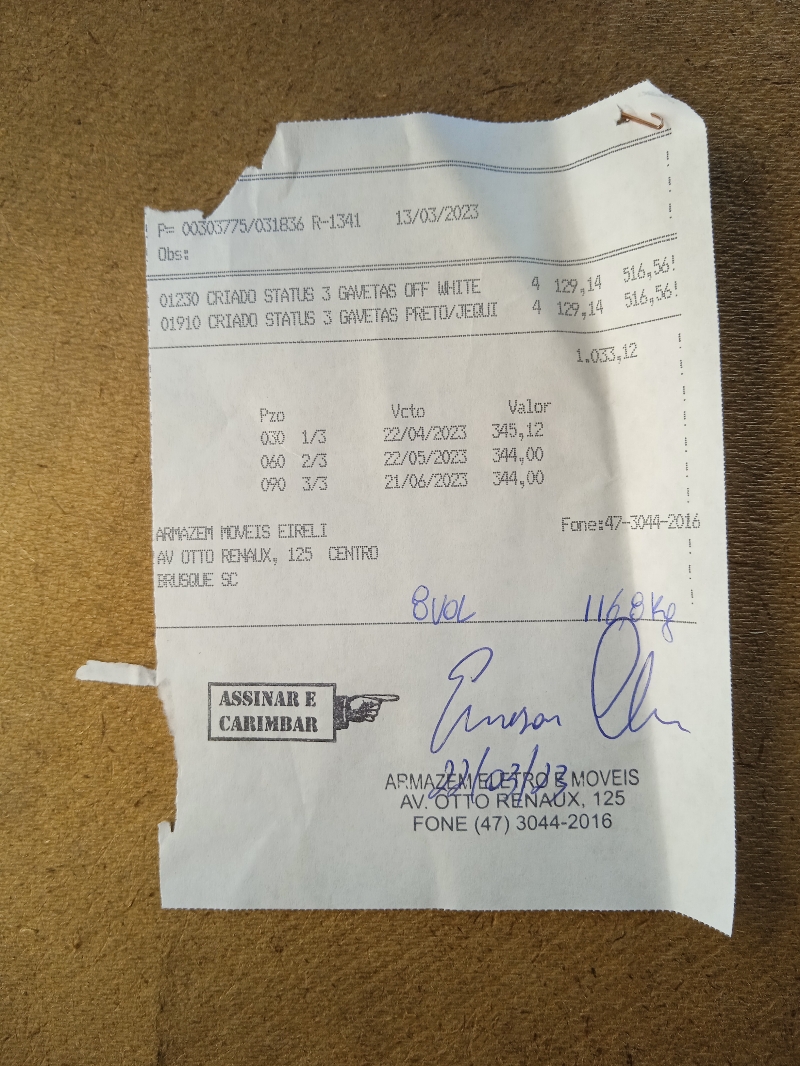 P= 00303775/031836 R-1341 13/03/2023
Obs:
01230 CRIADO STATUS 3 GAVETAS OFF WHITE 4 129,14 516,56!
01910 CRIADO STATUS 3 GAVETAS PRETO/JEQUI 4 129,14 516,56!
1.033,12
Pzo Vcto Valor
030 1/3 22/04/2023 345,12
060 2/3 22/05/2023 344,00
090 3/3 21/06/2023 344,00
ARMAZEM MOVEIS EIRELI Fone:47-3044-2016
AV OTTO RENAUX, 125 CENTRO
BRUSQUE SC
8 VOL 116,8 Kg
ASSINAR E
CARIMBAR
22/03/23
ARMAZEM ELETRO E MOVEIS
AV. OTTO RENAUX, 125
FONE (47) 3044-2016